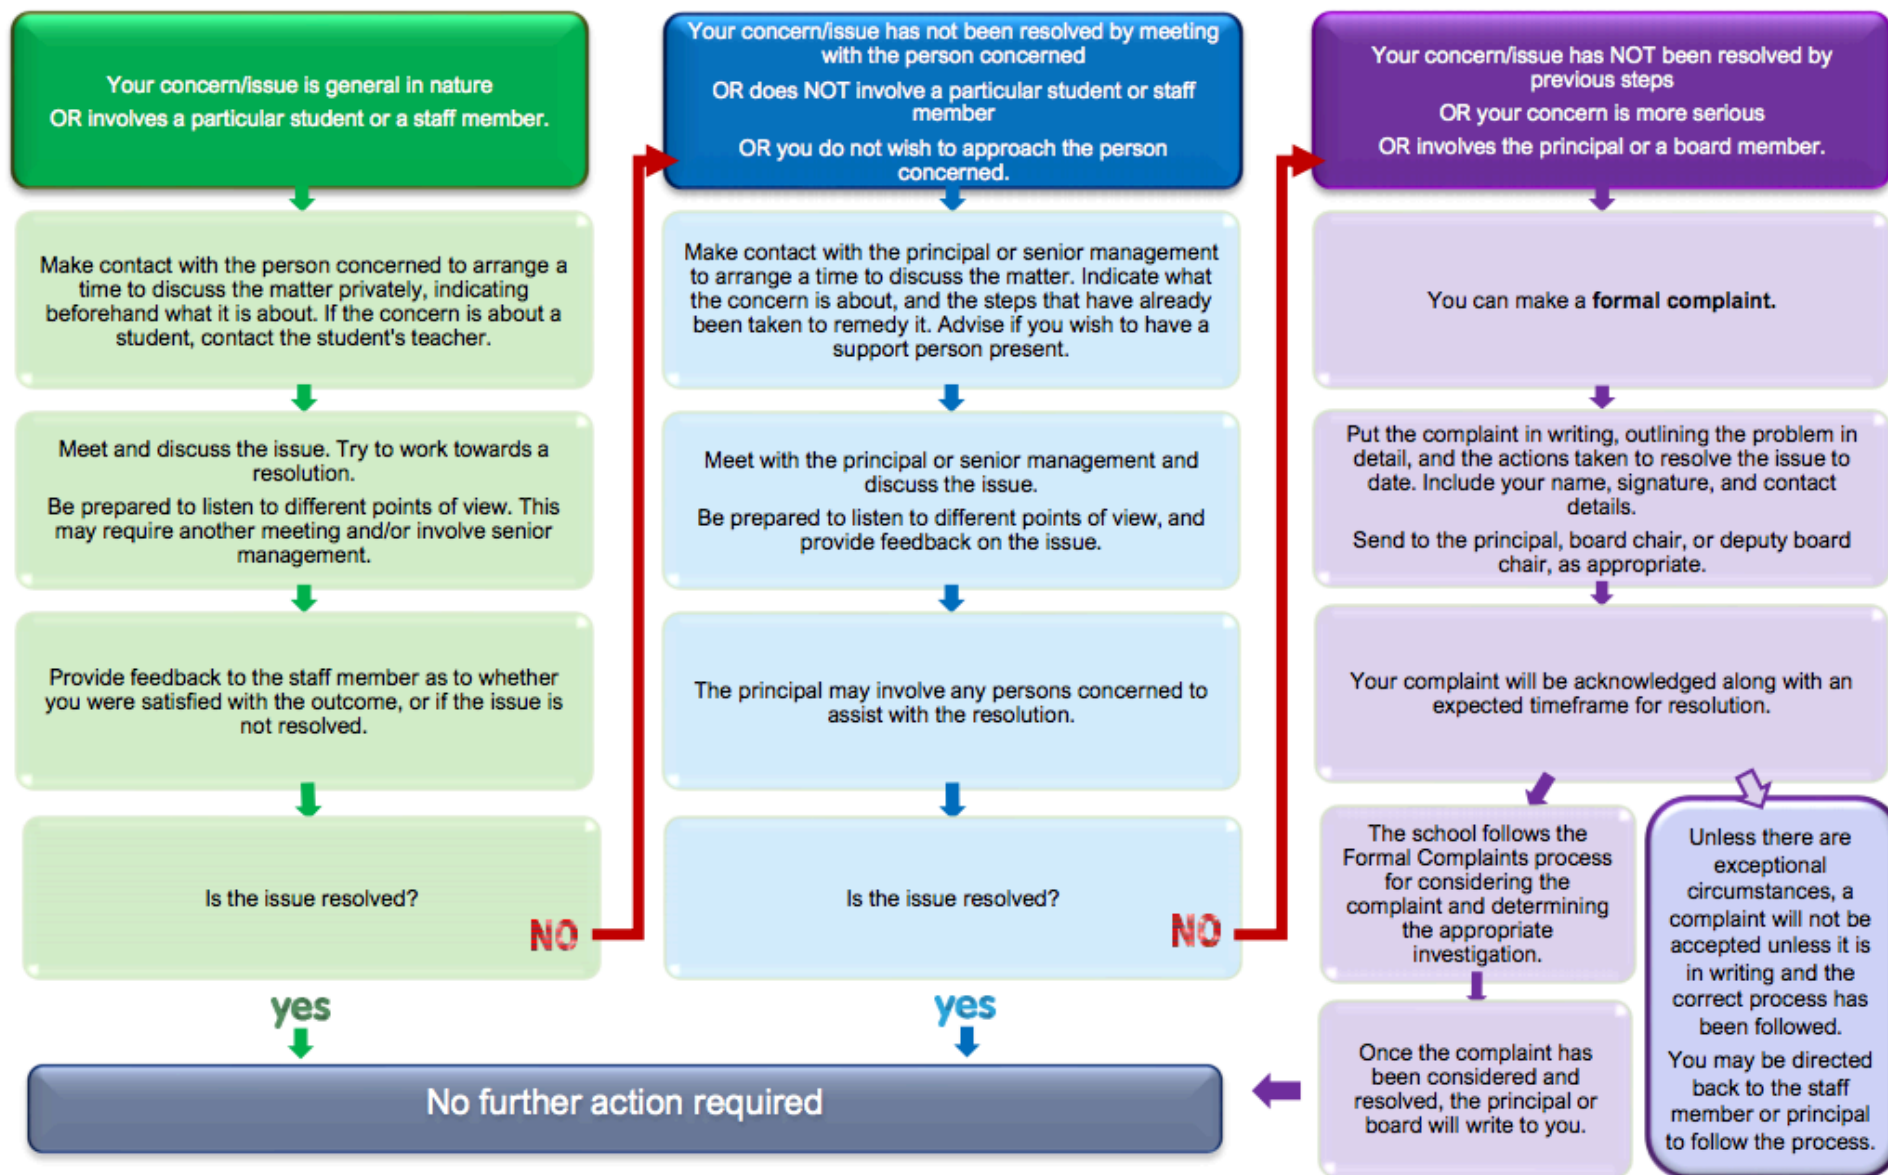 Your concern/issue is general in nature
OR involves a particular student or a staff member.
Make contact with the person concerned to arrange a
time to discuss the matter privately, indicating
beforehand what it is about. If the concern is about a
student, contact the student's teacher.
Meet and discuss the issue. Try to work towards a
resolution.
Be prepared to listen to different points of view. This
may require another meeting and/or involve senior
management.
Provide feedback to the staff member as to whether
you were satisfied with the outcome, or if the issue is
not resolved.
Is the issue resolved?
NO
yes
Your concern/issue has not been resolved by meeting
with the person concerned
OR does NOT involve a particular student or staff
member
OR you do not wish to approach the person
concerned.
Make contact with the principal or senior management
to arrange a time to discuss the matter. Indicate what
the concern is about, and the steps that have already
been taken to remedy it. Advise if you wish to have a
support person present.
Meet with the principal or senior management and
discuss the issue.
Be prepared to listen to different points of view, and
provide feedback on the issue.
The principal may involve any persons concerned to
assist with the resolution.
Is the issue resolved?
NO
yes
Your concern/issue has NOT been resolved by
previous steps
OR your concern is more serious
OR involves the principal or a board member.
You can make a formal complaint.
Put the complaint in writing, outlining the problem in
detail, and the actions taken to resolve the issue to
date. Include your name, signature, and contact
details.
Send to the principal, board chair, or deputy board
chair, as appropriate.
Your complaint will be acknowledged along with an
expected timeframe for resolution.
The school follows the
Formal Complaints process
for considering the
complaint and determining
the appropriate
investigation.
Once the complaint has
been considered and
resolved, the principal or
board will write to you.
Unless there are
exceptional
circumstances, a
complaint will not be
accepted unless it is
in writing and the
correct process has
been followed.
You may be directed
back to the staff
member or principal
to follow the process.
No further action required